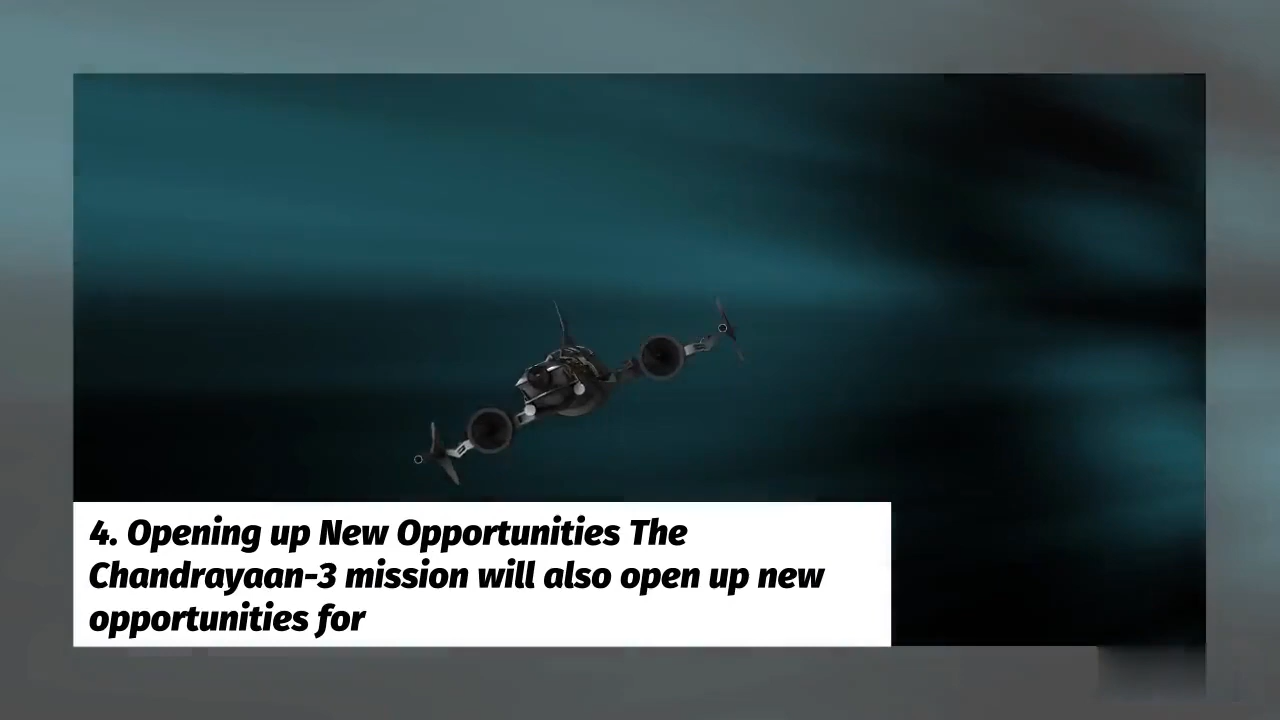 4. Opening up New Opportunities The
Chandrayaan-3 mission will also open up new
opportunities for